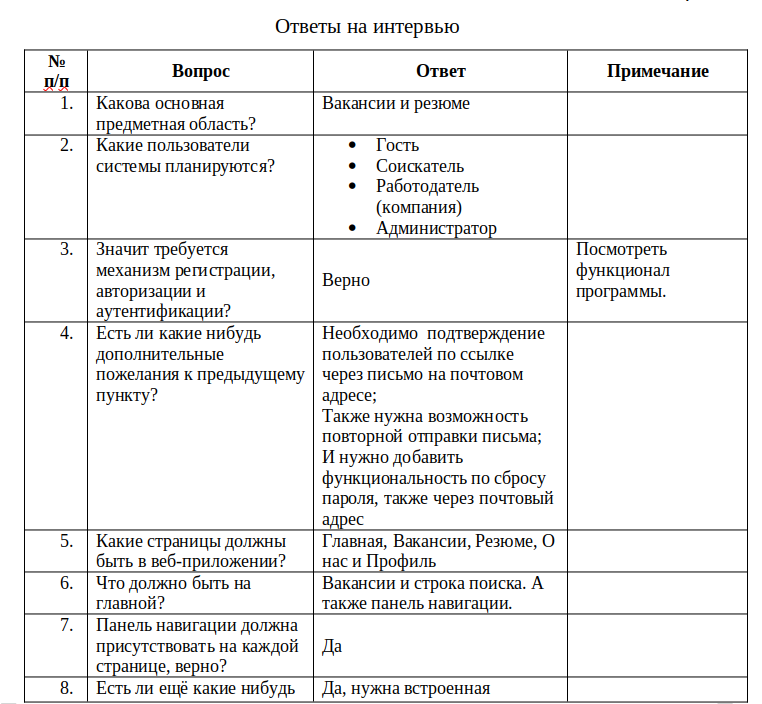 Ответы на интервью
№ п/п Вопрос Ответ Примечание
1. Какова основная Вакансии и резюме
предметная область?
2. Какие пользователи • Гость
системы планируются? • Соискатель
• Работодатель
(компания)
• Администратор
3. Значит требуется Посмотреть
механизм регистрации, функционал
авторизации и Верно программы.
аутентификации?
4. Есть ли какие нибудь Необходимо подтверждение
дополнительные пользователей по ссылке
пожелания к предыдущему через письмо на почтовом
пункту? адресе;
Также нужна возможность
повторной отправки письма;
И нужно добавить
функциональность по сбросу
пароля, также через почтовый
адрес
5. Какие страницы должны Главная, Вакансии, Резюме, О
быть в веб-приложении? нас и Профиль
6. Что должно быть на Вакансии и строка поиска. А
главной? также панель навигации.
7. Панель навигации должна
присутствовать на каждой Да
странице, верно?
8. Есть ли ещё какие нибудь Да, нужна встроенная